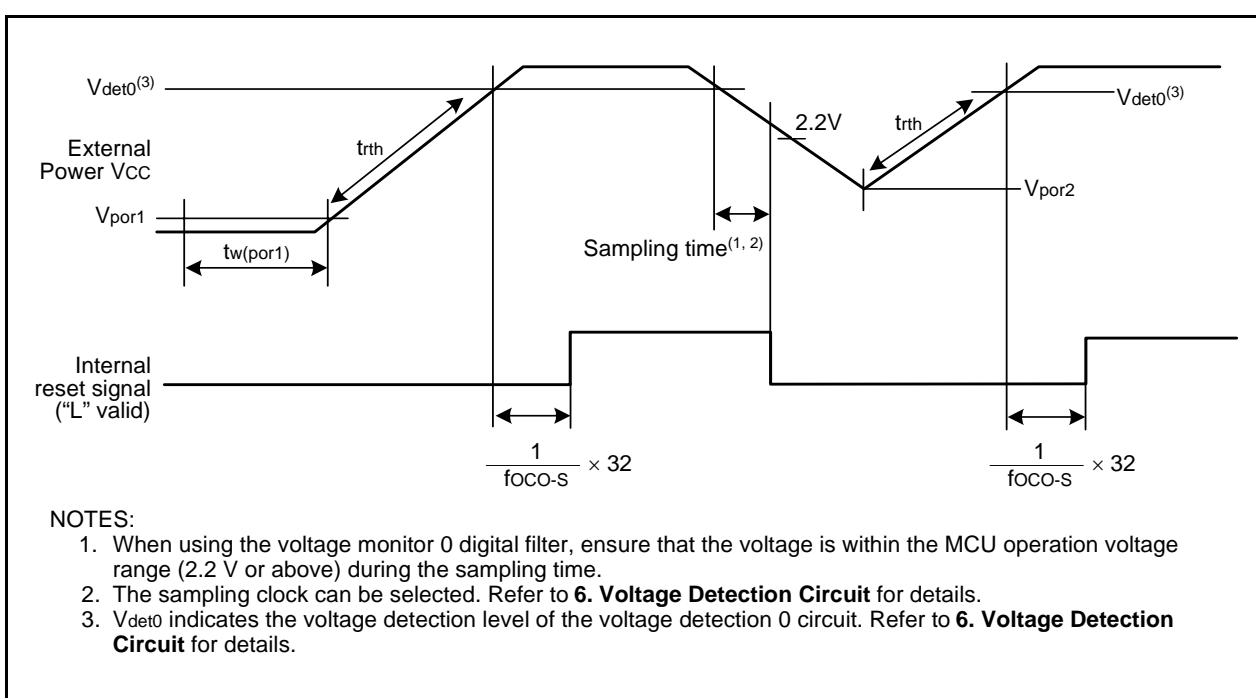 Vdet0(3)
2.2V
Vdet0(3)
trth
trth
External
Power VCC
Vpor1
Vpor2
tw(por1)
Sampling time(1, 2)
Internal
reset signal
(“L” valid)
1
fOCO-S
× 32
1
fOCO-S
× 32
NOTES:
1. When using the voltage monitor 0 digital filter, ensure that the voltage is within the MCU operation voltage
range (2.2 V or above) during the sampling time.
2. The sampling clock can be selected. Refer to 6. Voltage Detection Circuit for details.
3. Vdet0 indicates the voltage detection level of the voltage detection 0 circuit. Refer to 6. Voltage Detection
Circuit for details.